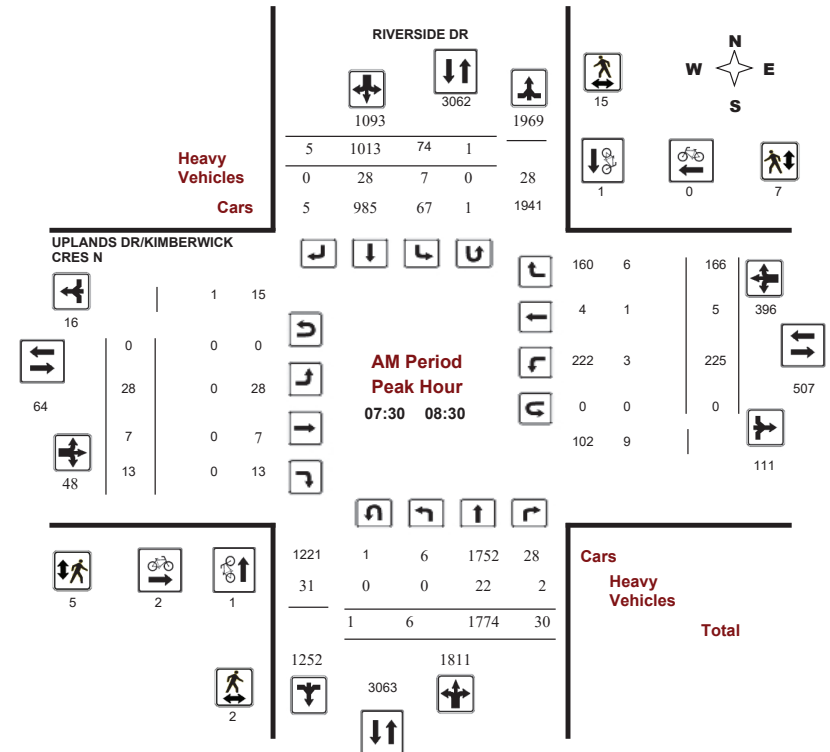 RIVERSIDE DR
N
W E
S
3062
15
1093 1969
5 1013 74 1
Heavy
Vehicles 0 28 7 0 28
Cars 5 985 67 1 1941
1 0 7
UPLANDS DR/KIMBERWICK
CRES N
16
1 15
0 0 0
28 0 28
64
7 0 7
13 0 13
48
AM Period
Peak Hour
07:30 08:30
160 6 166
4 1 5 396
222 3 225
507
0 0 0
102 9
111
1221 1 6 1752 28 Cars
31 0 0 22 2 Heavy
Vehicles
1 6 1774 30 Total
5 2 1
1252 1811
3063
2